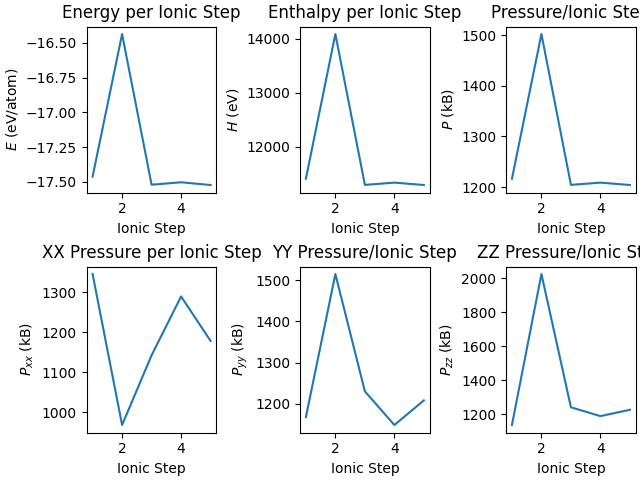 Energy per Ionic Step
−16.50
−16.75
−17.00
−17.25
−17.50
E (eV/atom)
2 4
Ionic Step
Enthalpy per Ionic Step
14000
13000
12000
H (eV)
2 4
Ionic Step
Pressure/Ionic Ste
1500
1400
1300
1200
P (kB)
2 4
Ionic Step
XX Pressure per Ionic Step
1300
1200
1100
1000
Pxx (kB)
2 4
Ionic Step
YY Pressure/Ionic Step
1500
1400
1300
1200
Pyy (kB)
2 4
Ionic Step
ZZ Pressure/Ionic St
2000
1800
1600
1400
1200
Pzz (kB)
2 4
Ionic Step